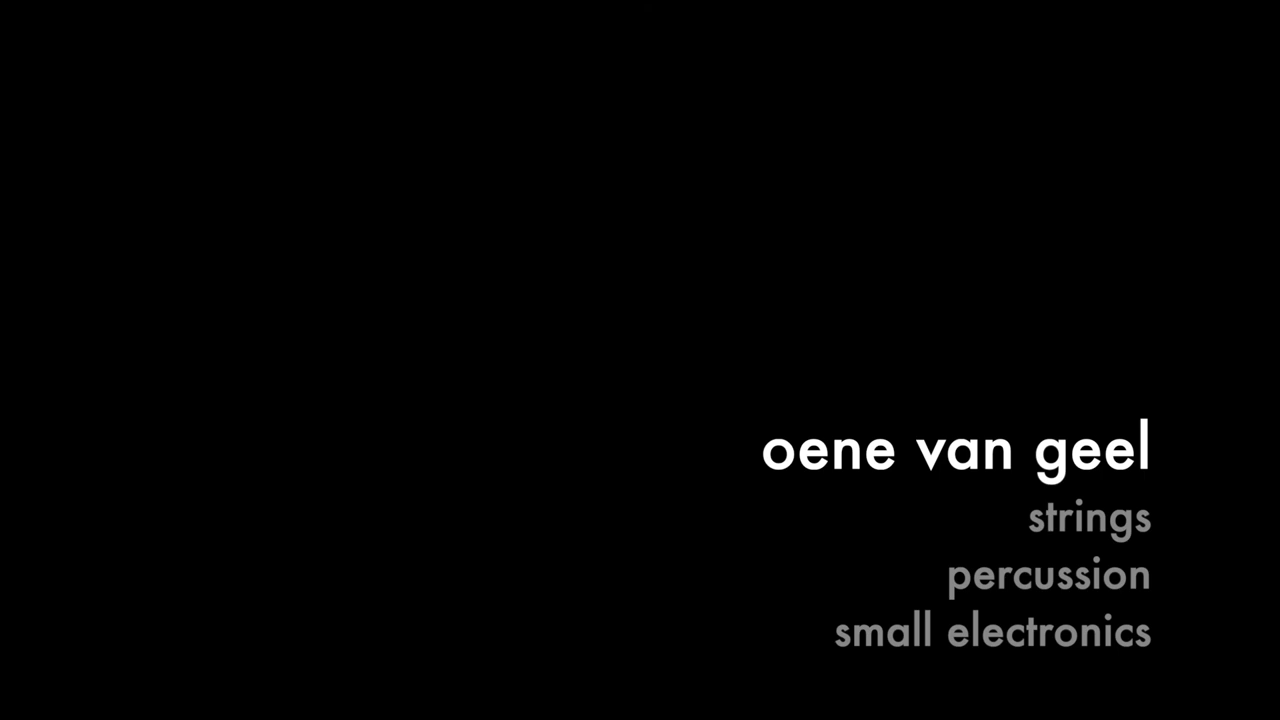 oene van geel
strings
percussion
small electronics